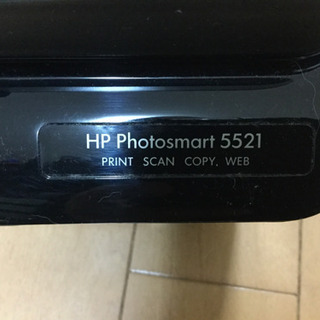 HP Photosmart 5521
PRINT SCAN COPY, WEB